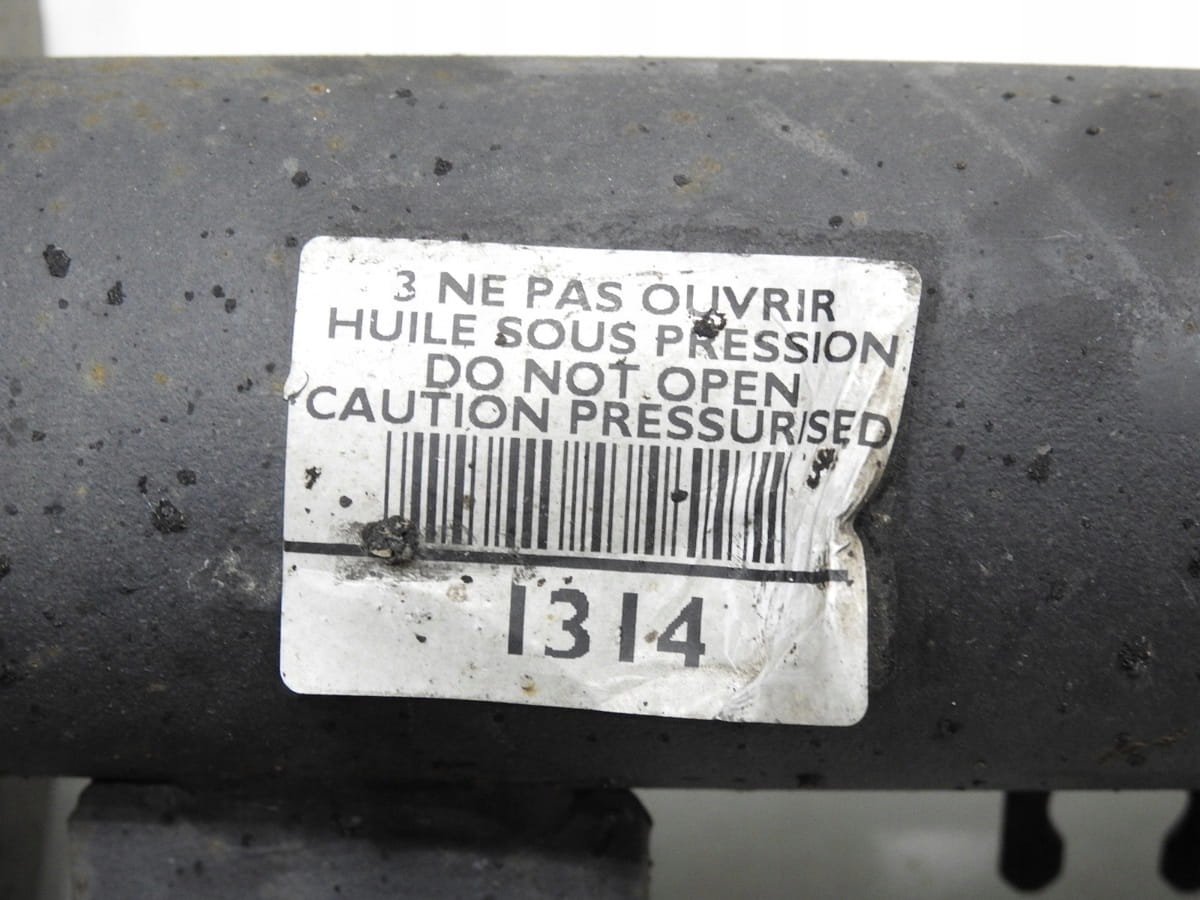 3 NE PAS OUVRIR
HUILE SOUS PRESSION
DO NOT OPEN
CAUTION PRESSURISED
1314